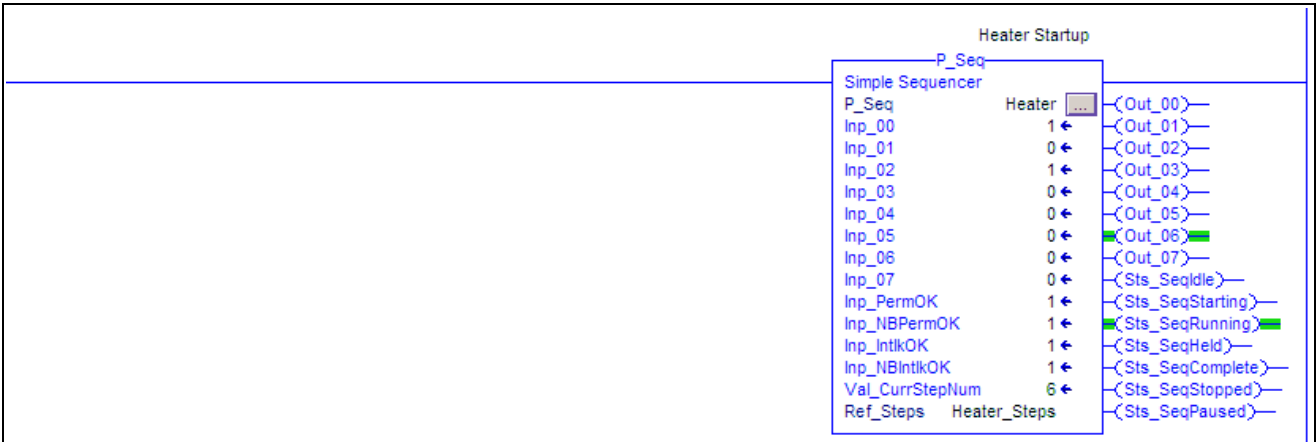 Heater Startup
P_Seq
Simple Sequencer
P_Seq Heater ... Out_00
Inp_00 1 Out_01
Inp_01 0 Out_02
Inp_02 1 Out_03
Inp_03 0 Out_04
Inp_04 0 Out_05
Inp_05 0 Out_06
Inp_06 0 Out_07
Inp_07 0 Sts_SeqIdle
Inp_PermOK 1 Sts_SeqStarting
Inp_NBPermOK 1 Sts_SeqRunning
Inp_IntlkOK 1 Sts_SeqHeld
Inp_NBIntlkOK 1 Sts_SeqComplete
Val_CurrStepNum 6 Sts_SeqStopped
Ref_Steps Heater_Steps Sts_SeqPaused